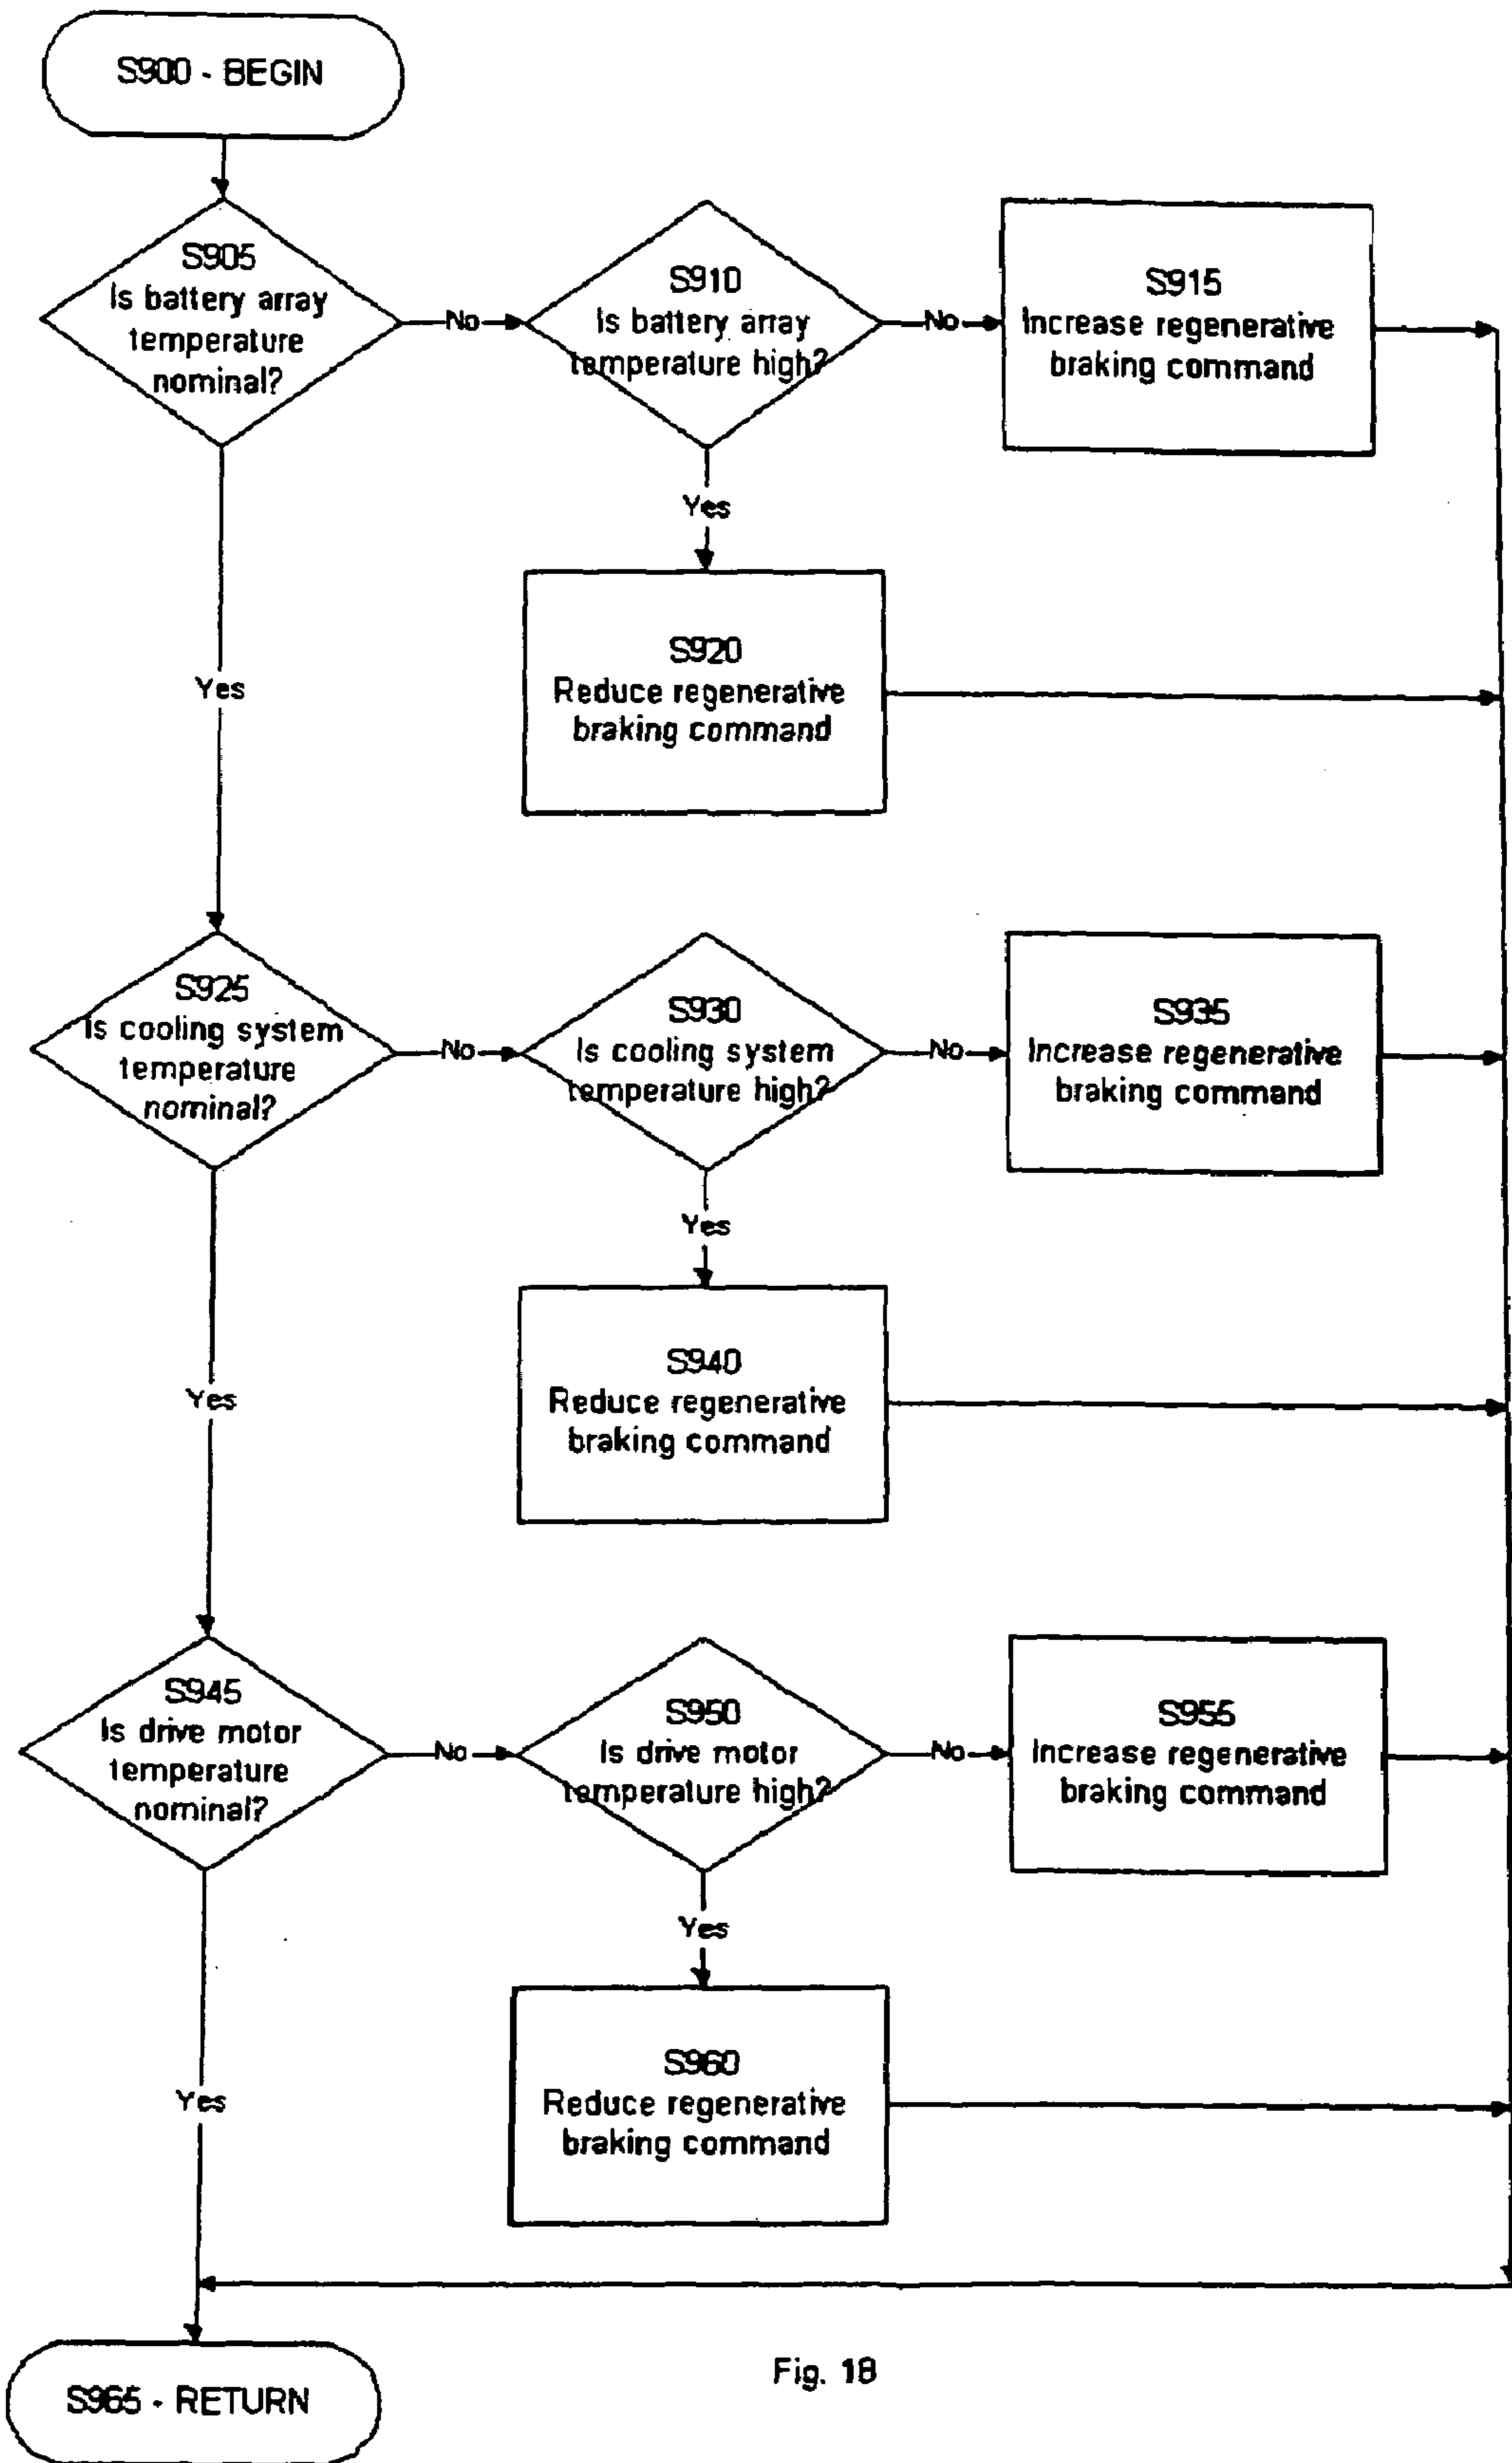 S900 - BEGIN
S905
Is battery array
temperature
nominal?
No
S910
Is battery array
temperature high?
No
S915
Increase regenerative
braking command
Yes
S920
Reduce regenerative
braking command
Yes
S925
Is cooling system
temperature
nominal?
No
S930
Is cooling system
temperature high?
No
S935
Increase regenerative
braking command
Yes
S940
Reduce regenerative
braking command
Yes
S945
Is drive motor
temperature
nominal?
No
S950
Is drive motor
temperature high?
No
S955
Increase regenerative
braking command
Yes
S960
Reduce regenerative
braking command
Yes
S965 - RETURN
Fig. 18